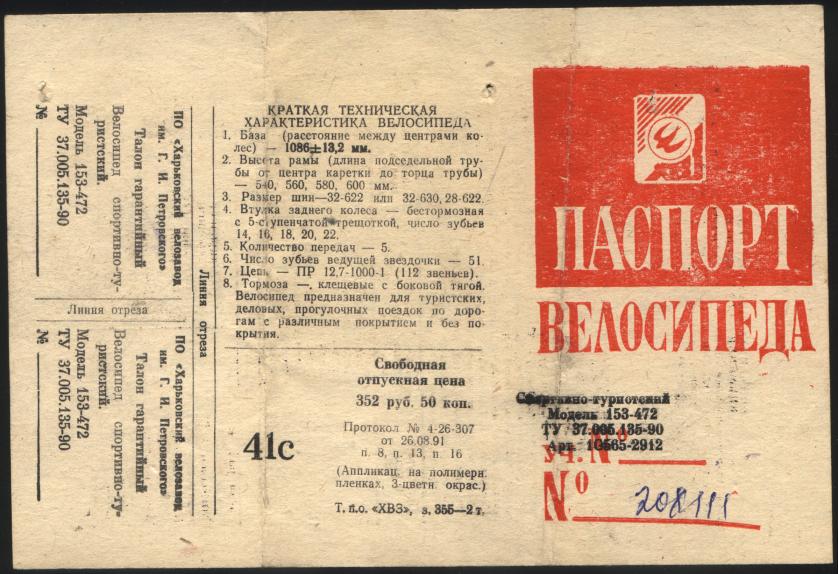 ПО «Харьковский велозавод
им. Г. И. Петровского»
Талон гарантийный
Велосипед спортивно-ту-
ристский.
Модель 153-472
ТУ 37.005.135-90
№
Линия отреза
ПО «Харьковский велозавод
им. Г. И. Петровского»
Талон гарантийный
Велосипед спортивно-ту-
ристский.
Модель 153-472
ТУ 37.005.135-90
№
Линия отреза
КРАТКАЯ ТЕХНИЧЕСКАЯ
ХАРАКТЕРИСТИКА ВЕЛОСИПЕДА
1. База (расстояние между центрами ко-
лес) — 1086±13,2 мм.
2. Высота рамы (длина подседельной тру-
бы от центра каретки до торца трубы)
— 540, 560, 580, 600 мм.
3. Размер шин—32-622 или 32-630, 28-622.
4. Втулка заднего колеса — бестормозная
с 5-ступенчатой трещоткой, число зубьев
14, 16, 18, 20, 22.
5. Количество передач — 5.
6. Число зубьев ведущей звездочки — 51.
7. Цепь — ПР 12,7-1000-1 (112 звеньев).
8. Тормоза — клещевые с боковой тягой.
Велосипед предназначен для туристских,
деловых, прогулочных поездок по доро-
гам с различным покрытием и без по-
крытия.
Свободная
отпускная цена
352 руб. 50 коп.
Протокол № 4-26-307
от 26.08.91
п. 8, п. 13, п. 16
(Аппликац. на полимерн.
пленках, 3-цветн. окрас.)
41с
Т. п.о. «ХВЗ», з. 355—2 т.
ПАСПОРТ
ВЕЛОСИПЕДА
Спортивно-туристский
Модель 153-472
ТУ 37.005.135-90
Арт. 10565-2912
УЧ. №
№ 208111